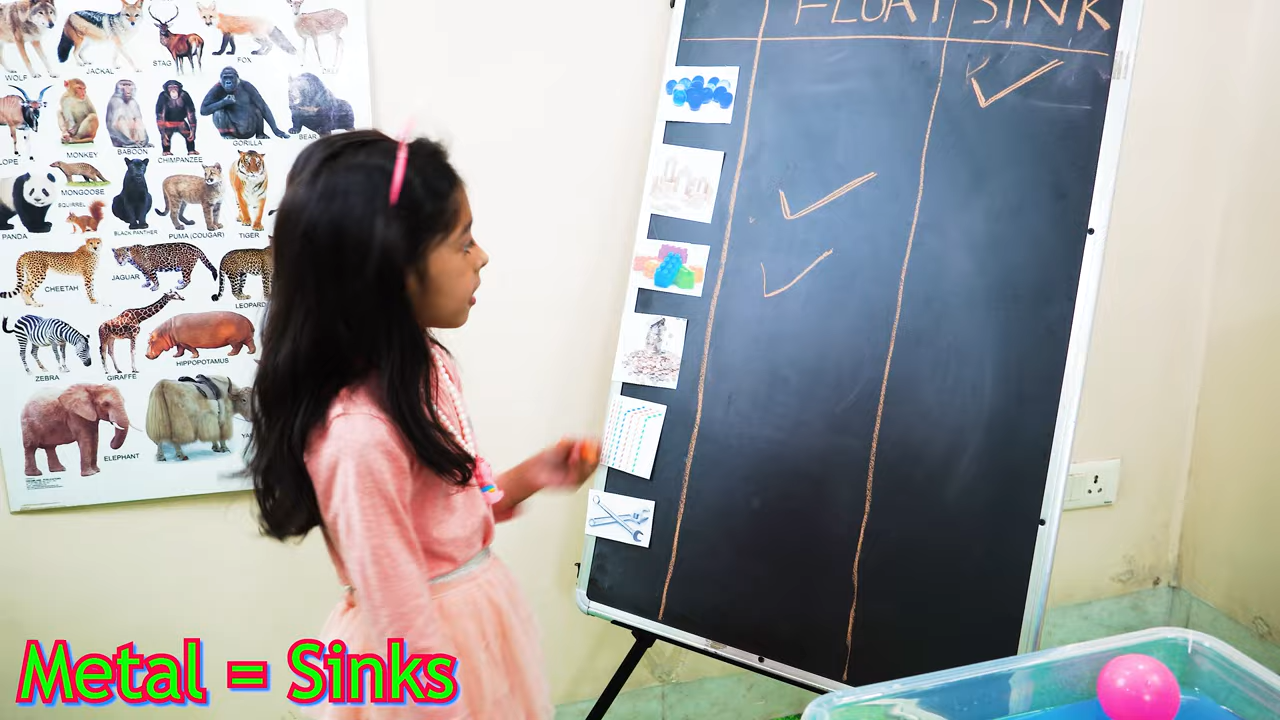 FLOAT SINK
WOLF JACKAL STAG FOX
MONKEY BABOON CHIMPANZEE GORILLA BEAR
MONGOOSE
SQUIRREL
PANDA BLACK PANTHER PUMA (COUGAR) TIGER
CHEETAH JAGUAR LEOPARD
ZEBRA GIRAFFE HIPPOPOTAMUS
ELEPHANT
Metal = Sinks